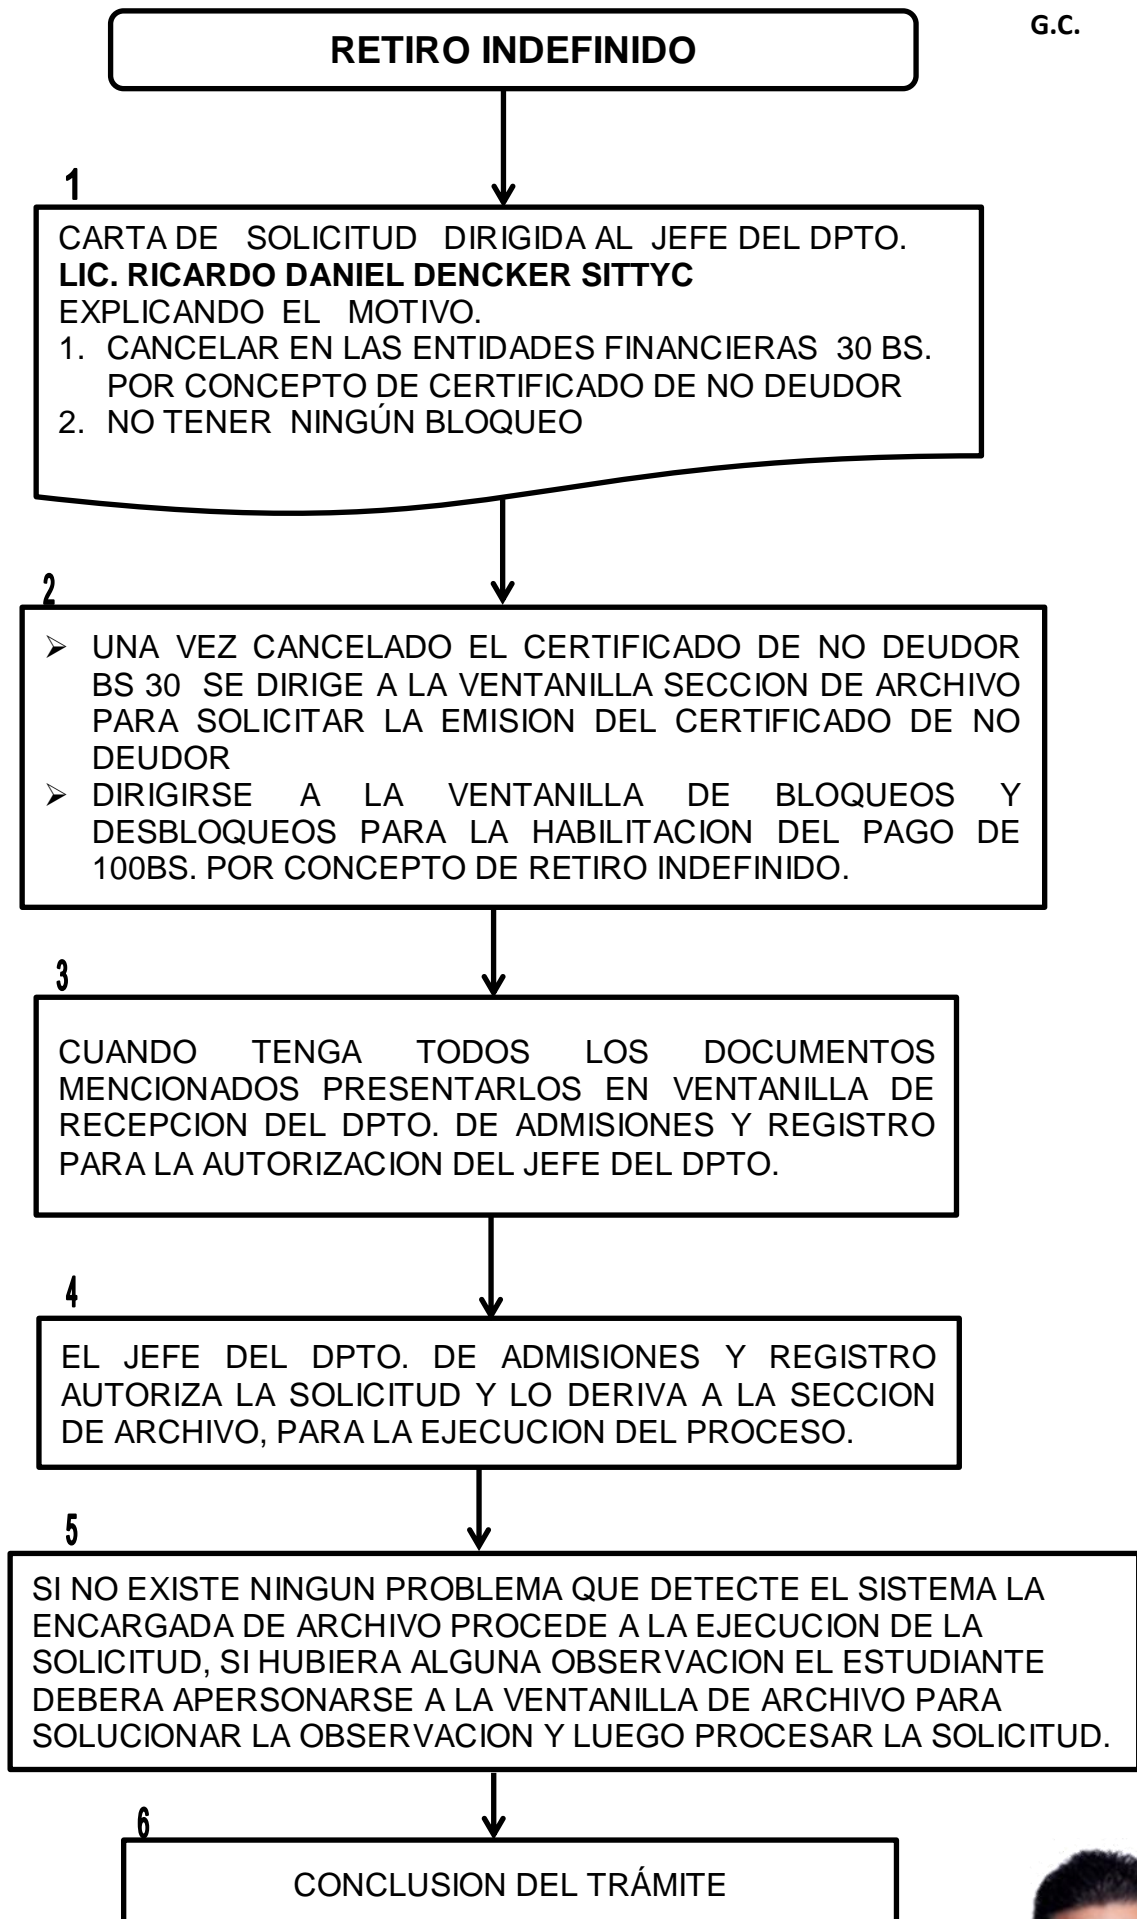 G.C.
RETIRO INDEFINIDO
1
CARTA DE SOLICITUD DIRIGIDA AL JEFE DEL DPTO.
LIC. RICARDO DANIEL DENCKER SITTYC
EXPLICANDO EL MOTIVO.
1. CANCELAR EN LAS ENTIDADES FINANCIERAS 30 BS.
POR CONCEPTO DE CERTIFICADO DE NO DEUDOR
2. NO TENER NINGÚN BLOQUEO
2
➢ UNA VEZ CANCELADO EL CERTIFICADO DE NO DEUDOR
BS 30 SE DIRIGE A LA VENTANILLA SECCION DE ARCHIVO
PARA SOLICITAR LA EMISION DEL CERTIFICADO DE NO
DEUDOR
➢ DIRIGIRSE A LA VENTANILLA DE BLOQUEOS Y
DESBLOQUEOS PARA LA HABILITACION DEL PAGO DE
100BS. POR CONCEPTO DE RETIRO INDEFINIDO.
3
CUANDO TENGA TODOS LOS DOCUMENTOS
MENCIONADOS PRESENTARLOS EN VENTANILLA DE
RECEPCION DEL DPTO. DE ADMISIONES Y REGISTRO
PARA LA AUTORIZACION DEL JEFE DEL DPTO.
4
EL JEFE DEL DPTO. DE ADMISIONES Y REGISTRO
AUTORIZA LA SOLICITUD Y LO DERIVA A LA SECCION
DE ARCHIVO, PARA LA EJECUCION DEL PROCESO.
5
SI NO EXISTE NINGUN PROBLEMA QUE DETECTE EL SISTEMA LA
ENCARGADA DE ARCHIVO PROCEDE A LA EJECUCION DE LA
SOLICITUD, SI HUBIERA ALGUNA OBSERVACION EL ESTUDIANTE
DEBERA APERSONARSE A LA VENTANILLA DE ARCHIVO PARA
SOLUCIONAR LA OBSERVACION Y LUEGO PROCESAR LA SOLICITUD.
6
CONCLUSION DEL TRÁMITE